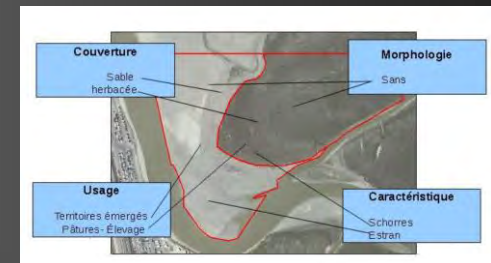 Couverture
Sable
herbacée
Morphologie
Sans
Usage
Territoires émergés
Pâtures- Élevage
Caractéristique
Schorres
Estran